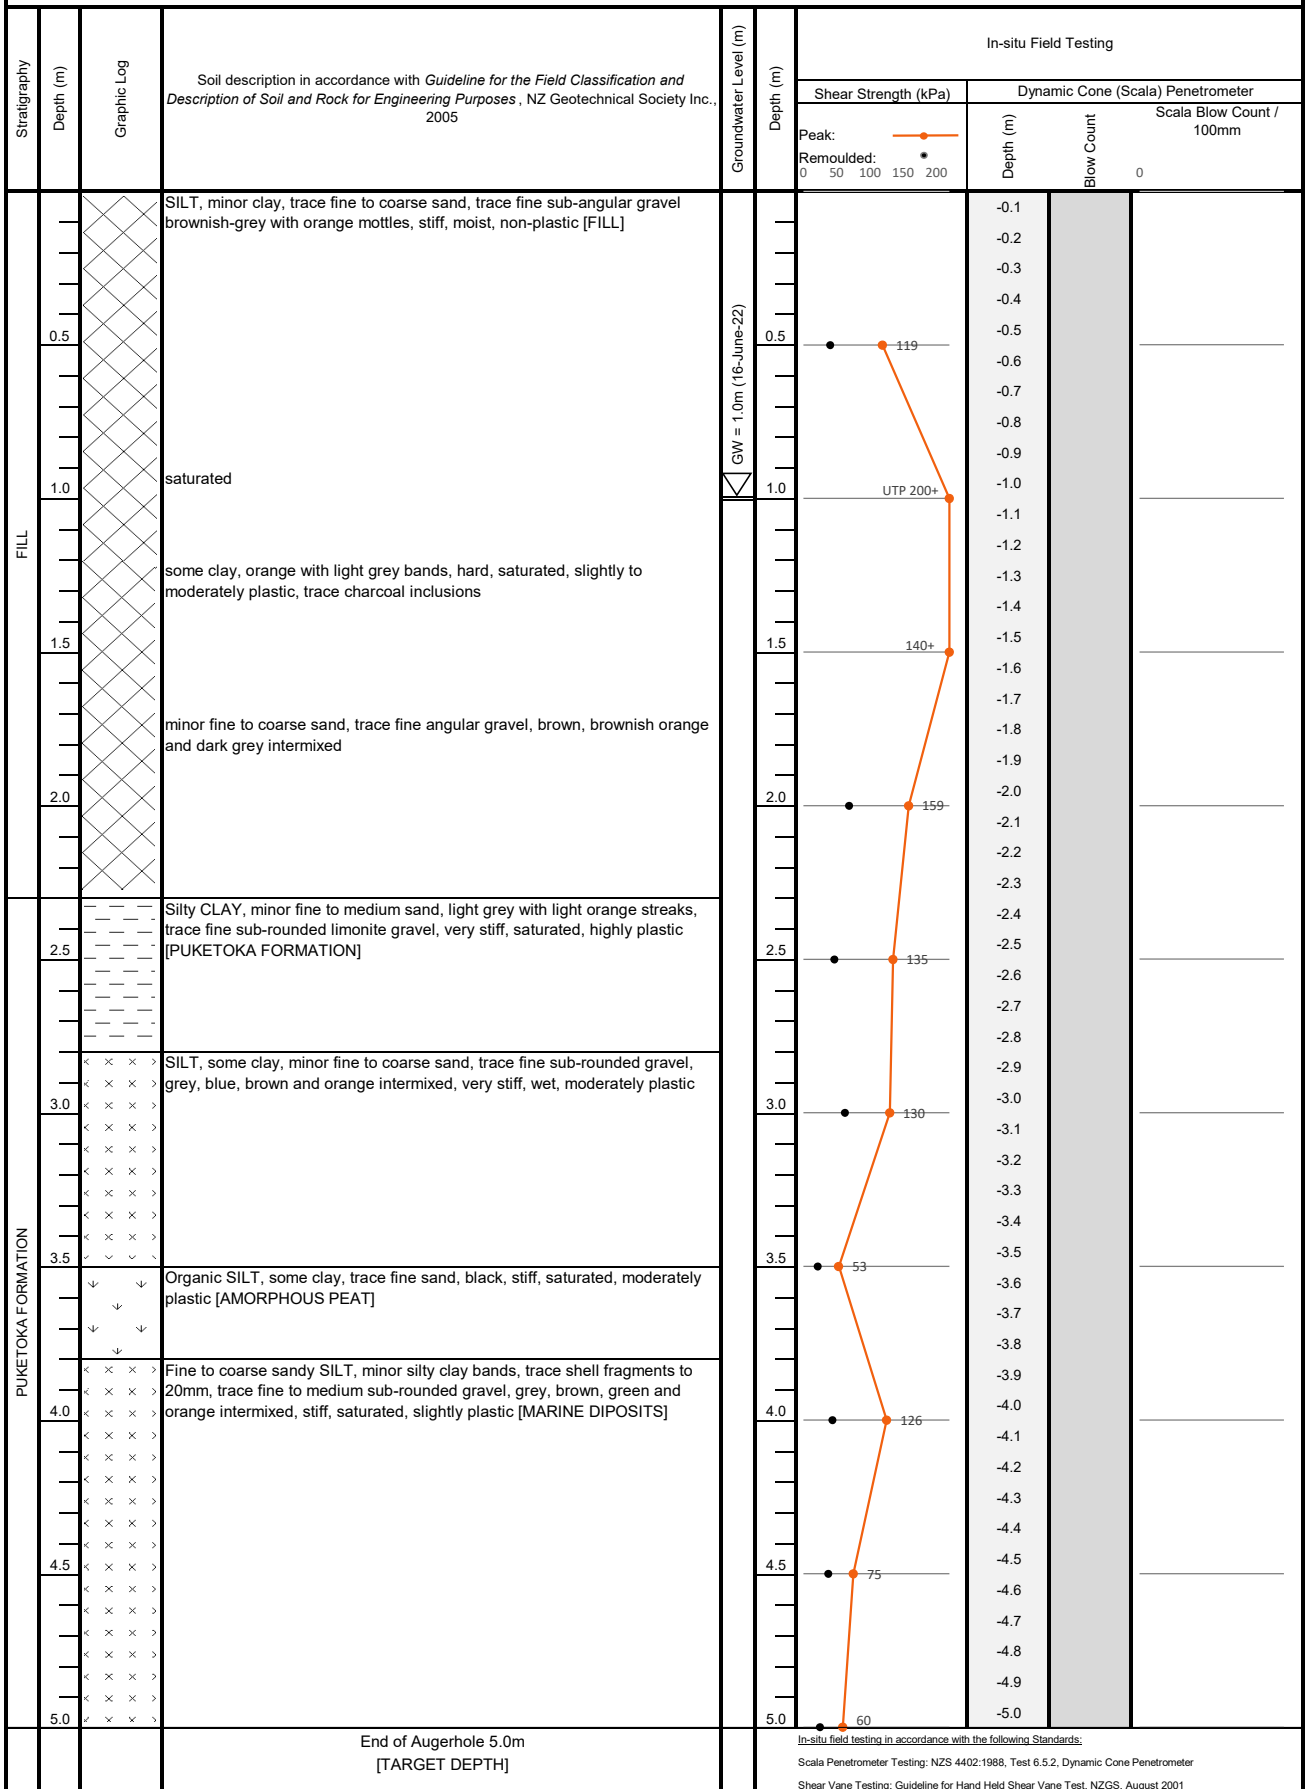 Stratigraphy
Depth (m)
Graphic Log
Soil description in accordance with Guideline for the Field Classification and
Description of Soil and Rock for Engineering Purposes , NZ Geotechnical Society Inc.,
2005
Groundwater Level (m)
Depth (m)
In-situ Field Testing
Shear Strength (kPa)
Peak:
Remoulded:
0 50 100 150 200
Dynamic Cone (Scala) Penetrometer
Depth (m)
Blow Count
Scala Blow Count /
100mm
0
FILL
PUKETOKA FORMATION
0.5
1.0
1.5
2.0
2.5
3.0
3.5
4.0
4.5
5.0
SILT, minor clay, trace fine to coarse sand, trace fine sub-angular gravel
brownish-grey with orange mottles, stiff, moist, non-plastic [FILL]
saturated
some clay, orange with light grey bands, hard, saturated, slightly to
moderately plastic, trace charcoal inclusions
minor fine to coarse sand, trace fine angular gravel, brown, brownish orange
and dark grey intermixed
Silty CLAY, minor fine to medium sand, light grey with light orange streaks,
trace fine sub-rounded limonite gravel, very stiff, saturated, highly plastic
[PUKETOKA FORMATION]
SILT, some clay, minor fine to coarse sand, trace fine sub-rounded gravel,
grey, blue, brown and orange intermixed, very stiff, wet, moderately plastic
Organic SILT, some clay, trace fine sand, black, stiff, saturated, moderately
plastic [AMORPHOUS PEAT]
Fine to coarse sandy SILT, minor silty clay bands, trace shell fragments to
20mm, trace fine to medium sub-rounded gravel, grey, brown, green and
orange intermixed, stiff, saturated, slightly plastic [MARINE DIPOSITS]
End of Augerhole 5.0m
[TARGET DEPTH]
GW = 1.0m (16-June-22)
0.5
1.0
1.5
2.0
2.5
3.0
3.5
4.0
4.5
5.0
119
UTP 200+
140+
159
135
130
53
126
75
60
-0.1
-0.2
-0.3
-0.4
-0.5
-0.6
-0.7
-0.8
-0.9
-1.0
-1.1
-1.2
-1.3
-1.4
-1.5
-1.6
-1.7
-1.8
-1.9
-2.0
-2.1
-2.2
-2.3
-2.4
-2.5
-2.6
-2.7
-2.8
-2.9
-3.0
-3.1
-3.2
-3.3
-3.4
-3.5
-3.6
-3.7
-3.8
-3.9
-4.0
-4.1
-4.2
-4.3
-4.4
-4.5
-4.6
-4.7
-4.8
-4.9
-5.0
In-situ field testing in accordance with the following Standards:
Scala Penetrometer Testing: NZS 4402:1988, Test 6.5.2, Dynamic Cone Penetrometer
Shear Vane Testing: Guideline for Hand Held Shear Vane Test, NZGS, August 2001